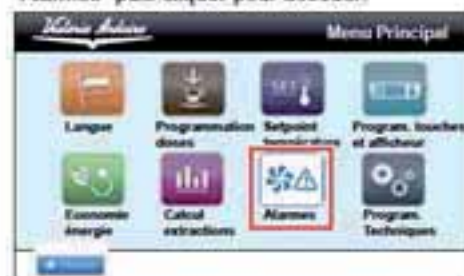 Menu Principal
Langue
Programmation doses
Setpoint température
Program. touches et afficheur
Economie énergie
Calcul extractions
Alarmes
Program. Techniques